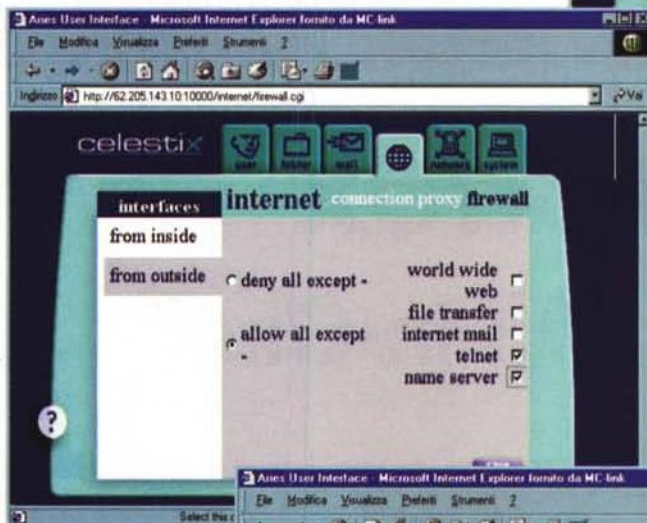 Aries User Interface - Microsoft Internet Explorer fornito da MC-link
File Modifica Visualizza Preferiti Strumenti ?
Indirizzo http://62.205.143.10:10000/internet/firewall.cgi Vai
celestix
user folder mail network system
internet connection proxy firewall
interfaces
from inside
from outside
deny all except -
allow all except
-
world wide
web
file transfer
internet mail
telnet
name server
?
Select this
Aries User Interface - Microsoft Internet Explorer fornito da MC-link
File Modifica Visualizza Preferiti Strumenti ?